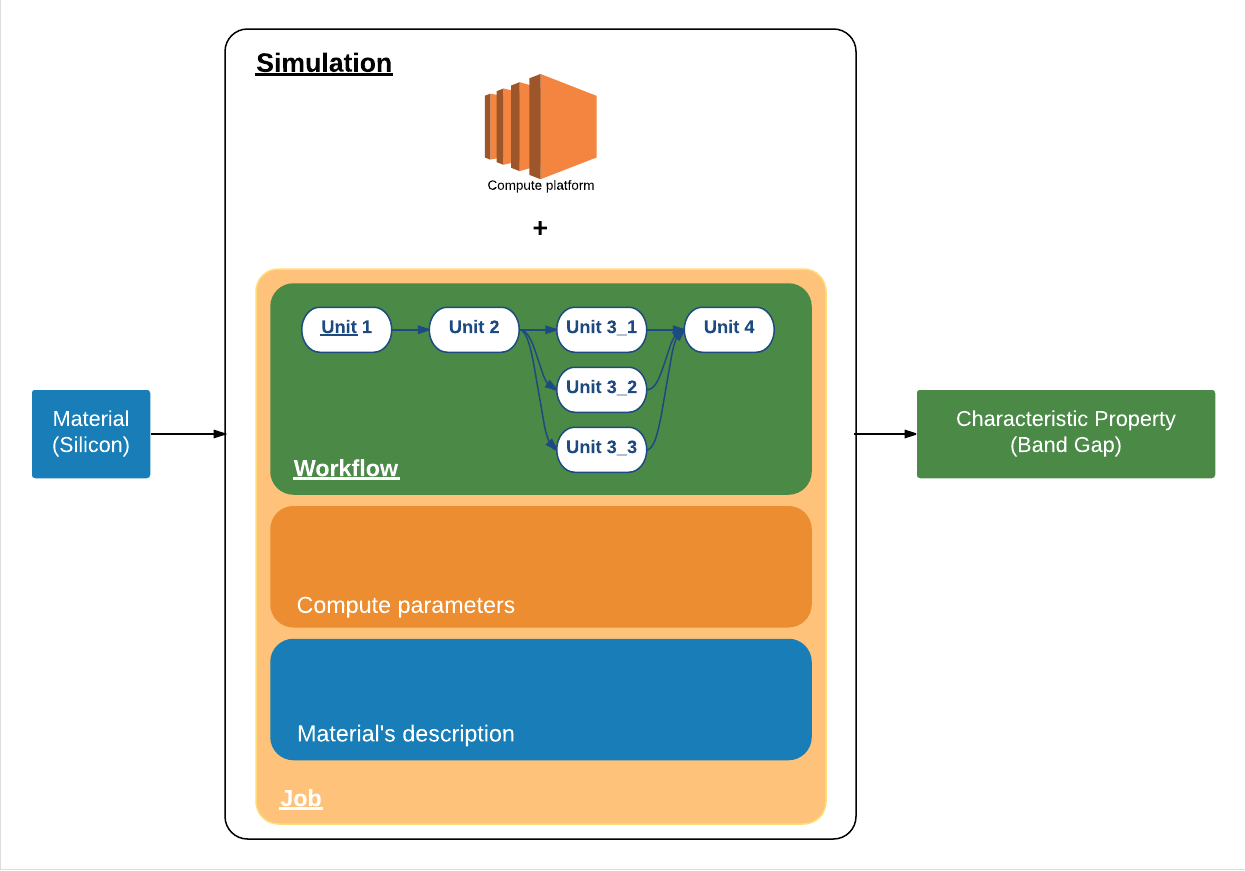 Simulation
Compute platform
+
Unit 1
Unit 2
Unit 3_1
Unit 4
Unit 3_2
Unit 3_3
Workflow
Material
(Silicon)
Characteristic Property
(Band Gap)
Compute parameters
Material's description
Job